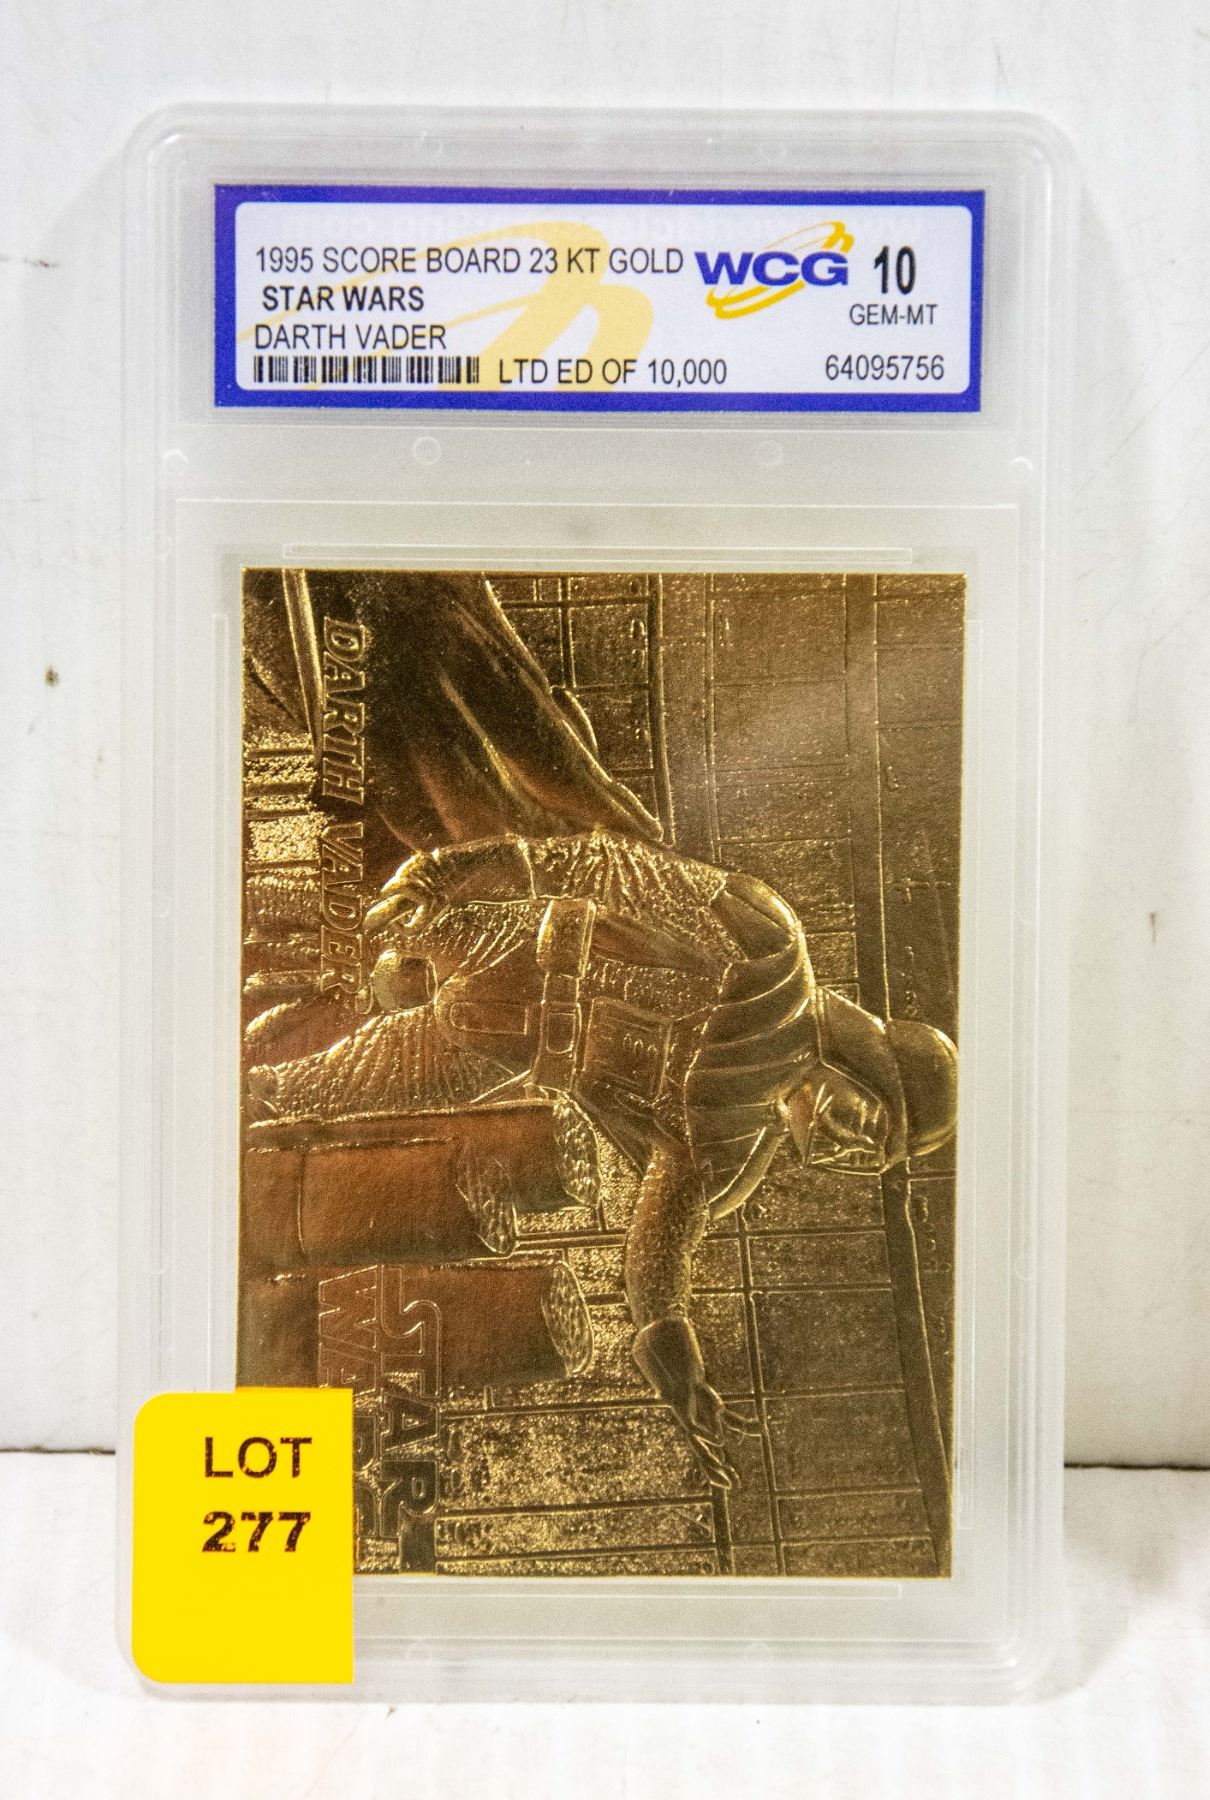 1995 SCORE BOARD 23 KT GOLD WCG 10
STAR WARS GEM-MT
DARTH VADER
LTD ED OF 10,000 64095756
DARTH VADER
STAR
WARS
LOT
277